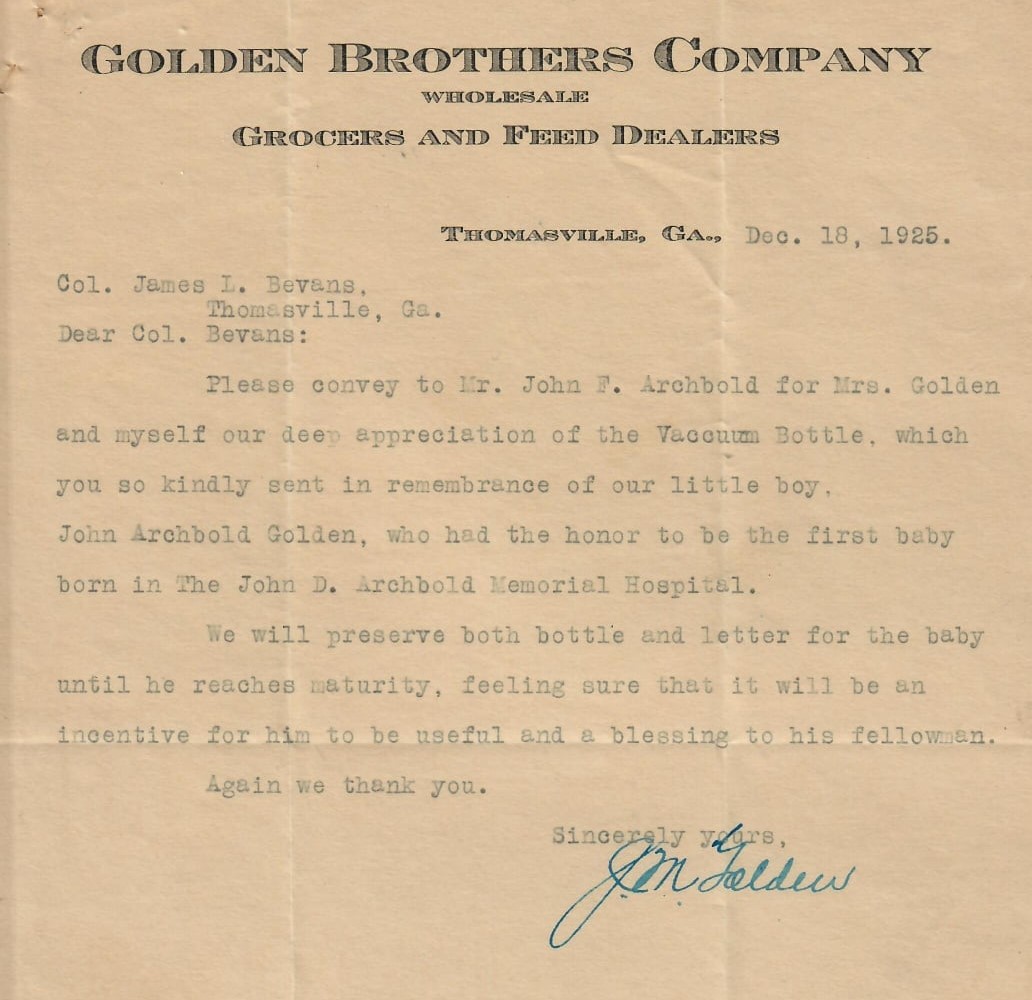 GOLDEN BROTHERS COMPANY
WHOLESALE
GROCERS AND FEED DEALERS
THOMASVILLE, GA., Dec. 18, 1925.
Col. James L. Bevans,
Thomasville, Ga.
Dear Col. Bevans:
Please convey to Mr. John F. Archbold for Mrs. Golden
and myself our deep appreciation of the Vaccuum Bottle, which
you so kindly sent in remembrance of our little boy,
John Archbold Golden, who had the honor to be the first baby
born in The John D. Archbold Memorial Hospital.
We will preserve both bottle and letter for the baby
until he reaches maturity, feeling sure that it will be an
incentive for him to be useful and a blessing to his fellowman.
Again we thank you.
Sincerely yours,
J. M. Golden